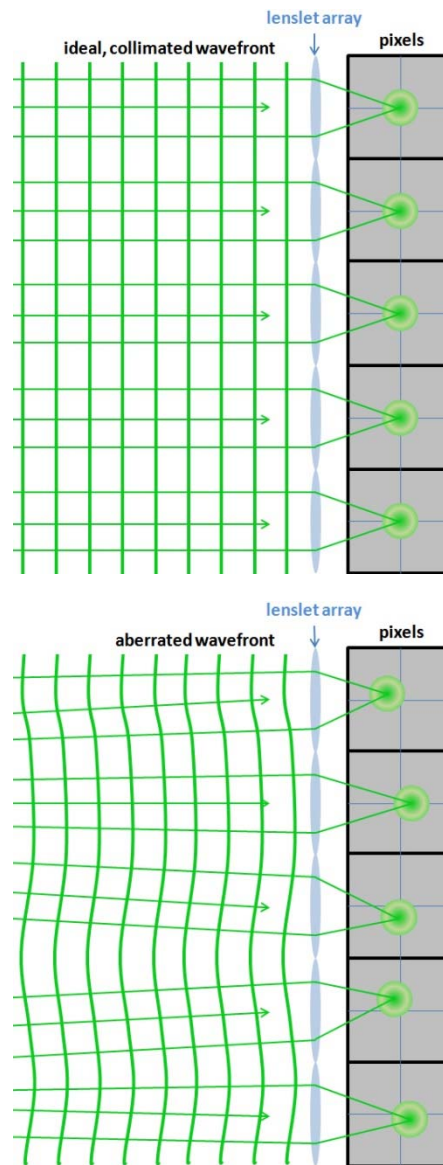 lenslet array
ideal, collimated wavefront
pixels
lenslet array
aberrated wavefront
pixels